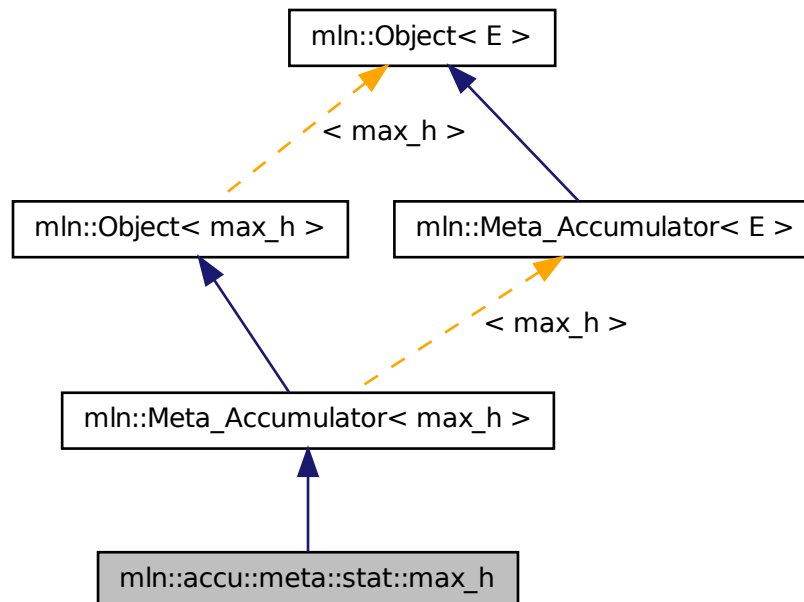 mln::Object< E >
< max_h >
mln::Object< max_h >
mln::Meta_Accumulator< E >
< max_h >
mln::Meta_Accumulator< max_h >
mln::accu::meta::stat::max_h